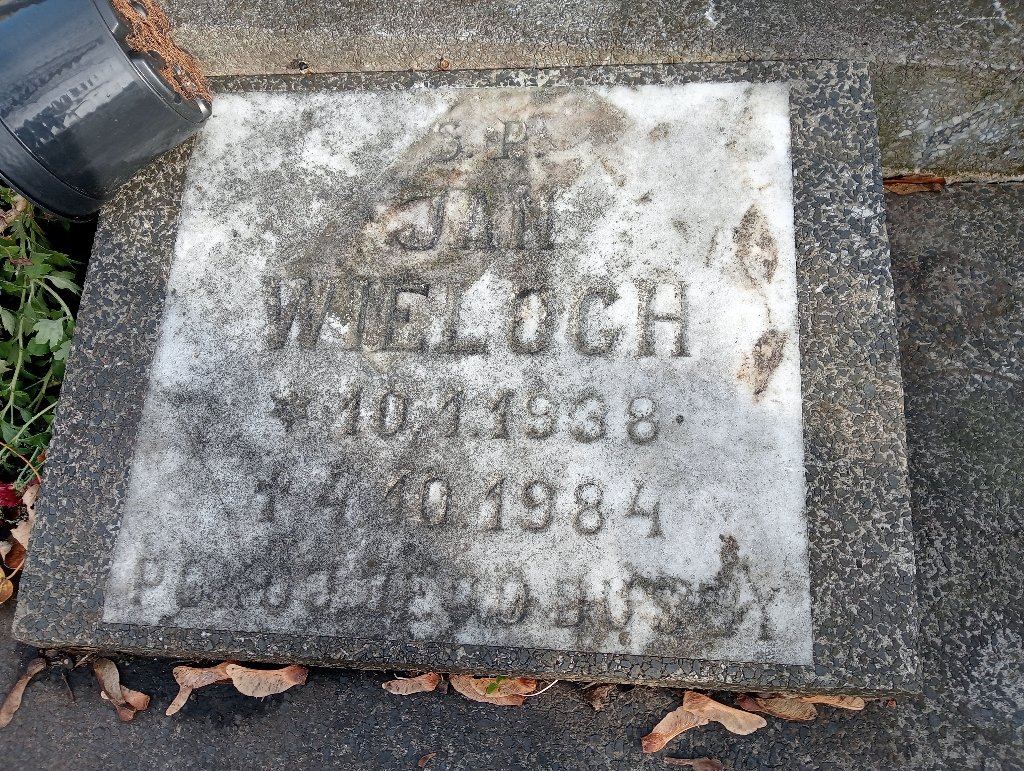 Ś. P.
JAN
WIELOCH
* 10.1.1938
† 4.10.1984